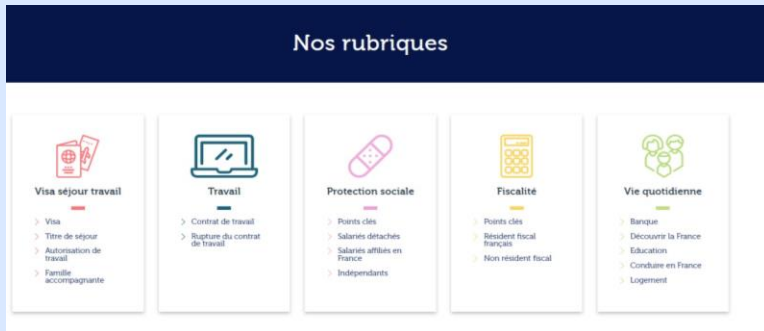 Nos rubriques
Visa séjour travail
Visa
Titre de séjour
Autorisation de
travail
Famille
accompagnante
Travail
Contrat de travail
Rupture du contrat
de travail
Protection sociale
Points clés
Salariés détachés
Salariés affiliés en
France
Indépendants
Fiscalité
Points clés
Résident fiscal
français
Non résident fiscal
Vie quotidienne
Banque
Découvrir la France
Education
Conduire en France
Logement